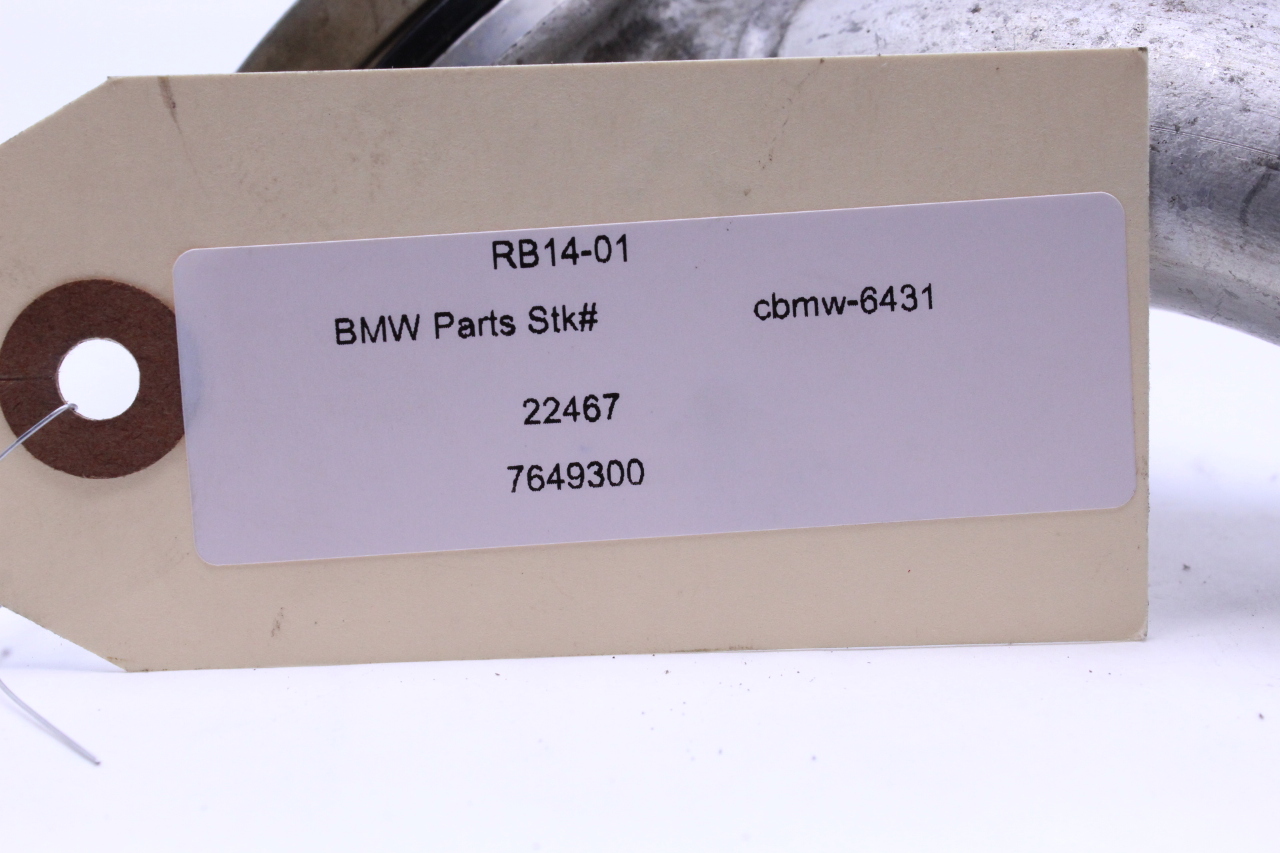 RB14-01
BMW Parts Stk# cbmw-6431
22467
7649300